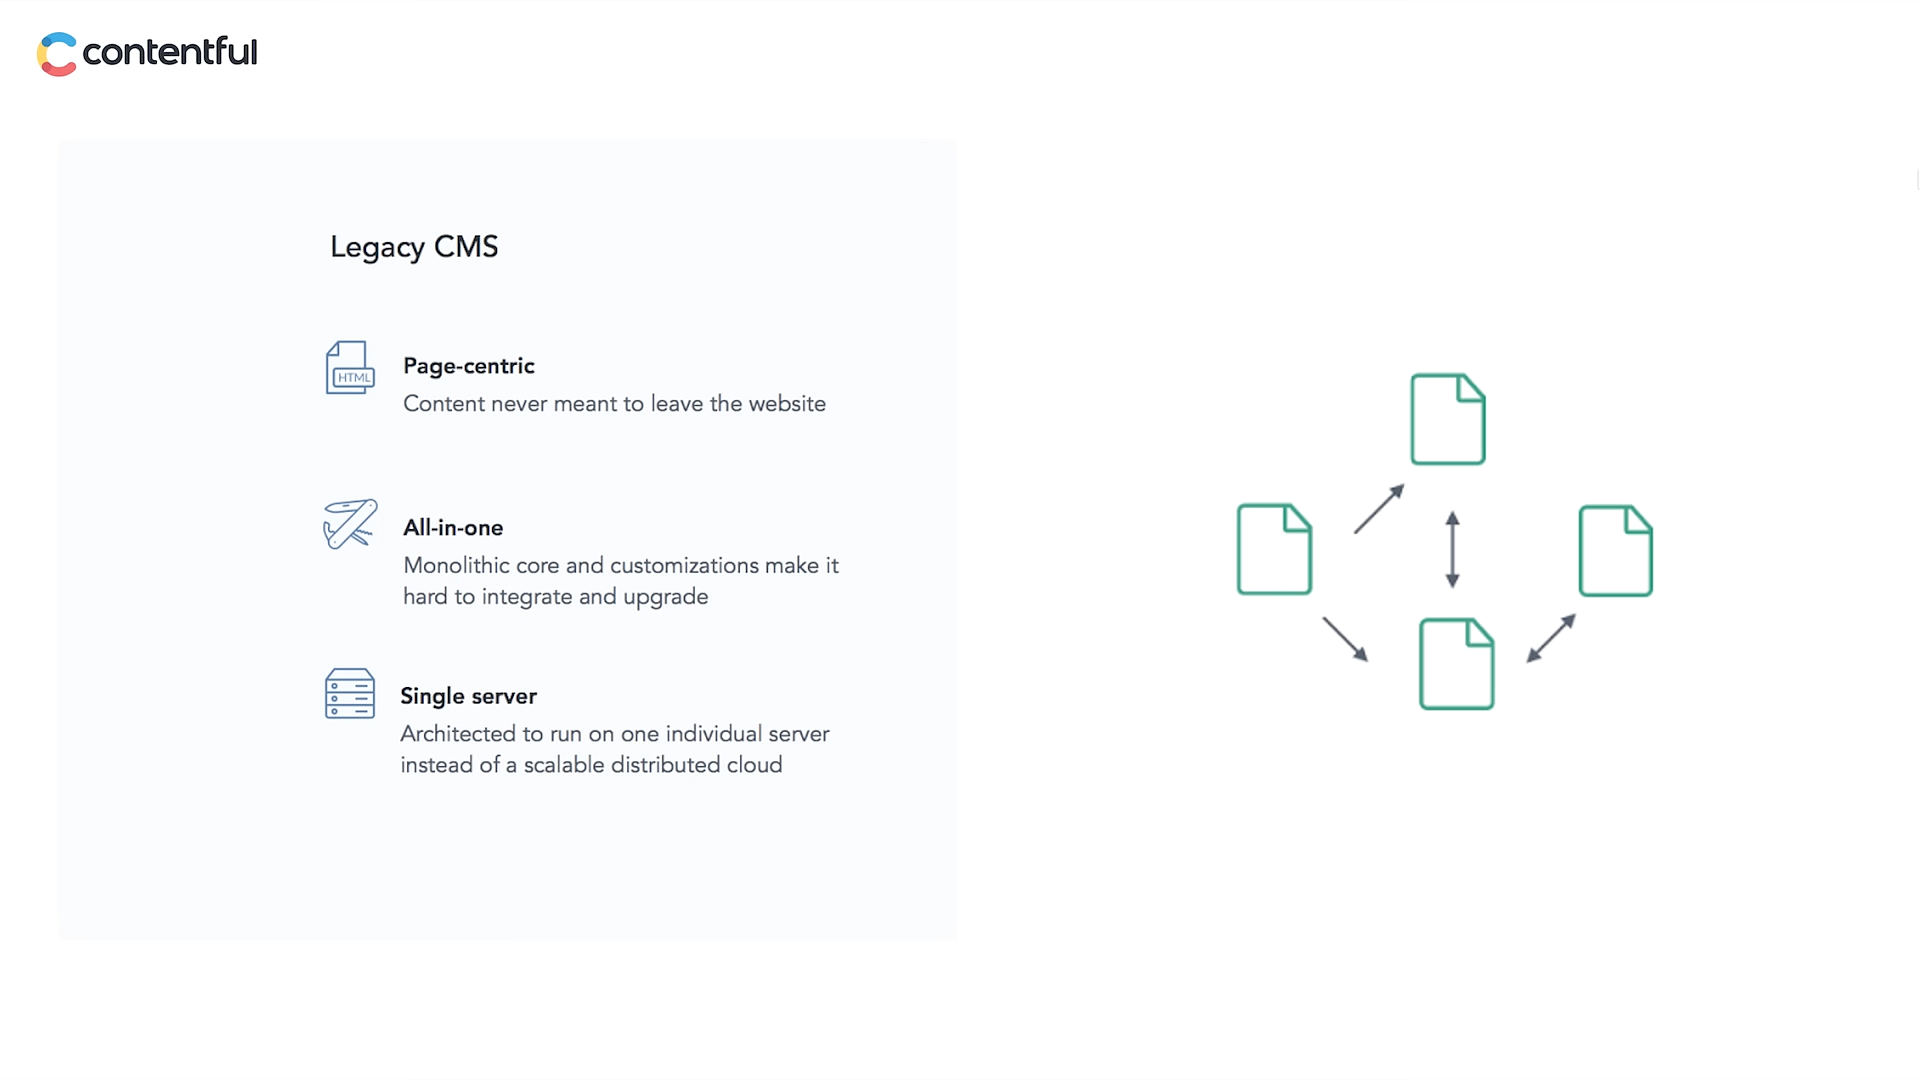 contentful
Legacy CMS
HTML
Page-centric
Content never meant to leave the website
All-in-one
Monolithic core and customizations make it
hard to integrate and upgrade
Single server
Architected to run on one individual server
instead of a scalable distributed cloud